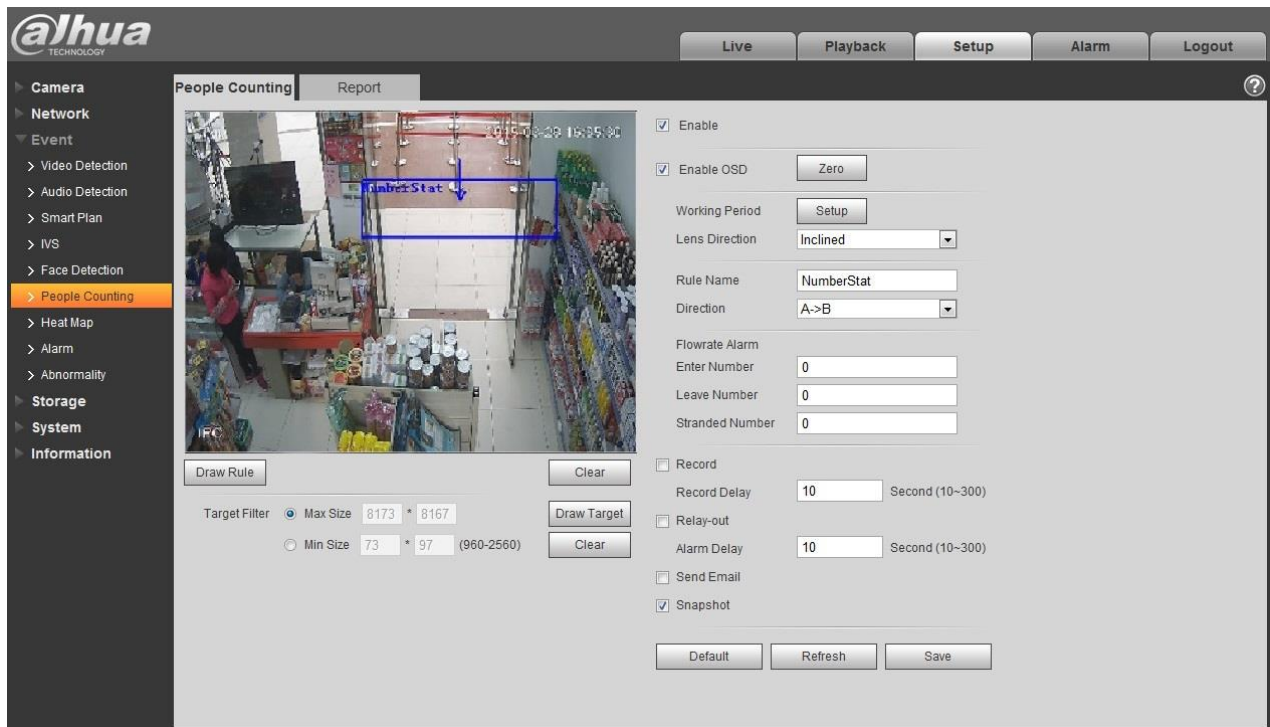 alhua
TECHNOLOGY
Live Playback Setup Alarm Logout
Camera
Network
Event
Video Detection
Audio Detection
Smart Plan
IVS
Face Detection
People Counting
Heat Map
Alarm
Abnormality
Storage
System
Information
People Counting Report
?
NumberStat
IPC
Draw Rule Clear
Target Filter Max Size 8173 * 8167 Draw Target
Min Size 73 * 97 (960-2560) Clear
Enable
Enable OSD Zero
Working Period Setup
Lens Direction Inclined
Rule Name NumberStat
Direction A->B
Flowrate Alarm
Enter Number 0
Leave Number 0
Stranded Number 0
Record
Record Delay 10 Second (10~300)
Relay-out
Alarm Delay 10 Second (10~300)
Send Email
Snapshot
Default Refresh Save